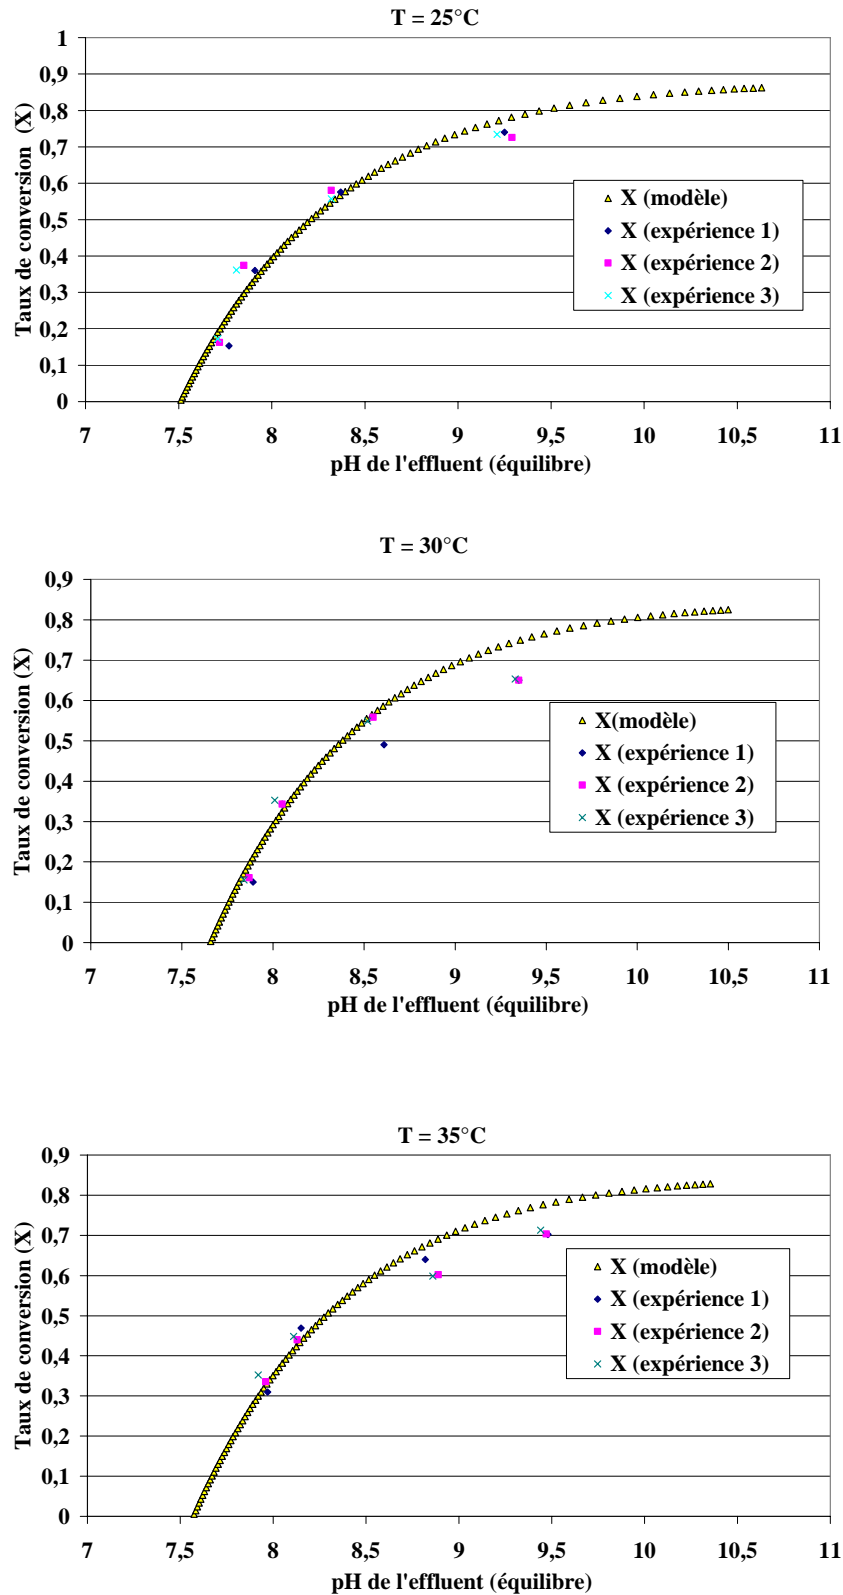 T = 25°C
Taux de conversion (X)
1
0,9
0,8
0,7
0,6
0,5
0,4
0,3
0,2
0,1
0
X (modèle)
X (expérience 1)
X (expérience 2)
X (expérience 3)
7 7,5 8 8,5 9 9,5 10 10,5 11
pH de l'effluent (équilibre)
T = 30°C
Taux de conversion (X)
0,9
0,8
0,7
0,6
0,5
0,4
0,3
0,2
0,1
0
X(modèle)
X (expérience 1)
X (expérience 2)
X (expérience 3)
7 7,5 8 8,5 9 9,5 10 10,5 11
pH de l'effluent (équilibre)
T = 35°C
Taux de conversion (X)
0,9
0,8
0,7
0,6
0,5
0,4
0,3
0,2
0,1
0
X (modèle)
X (expérience 1)
X (expérience 2)
X (expérience 3)
7 7,5 8 8,5 9 9,5 10 10,5 11
pH de l'effluent (équilibre)